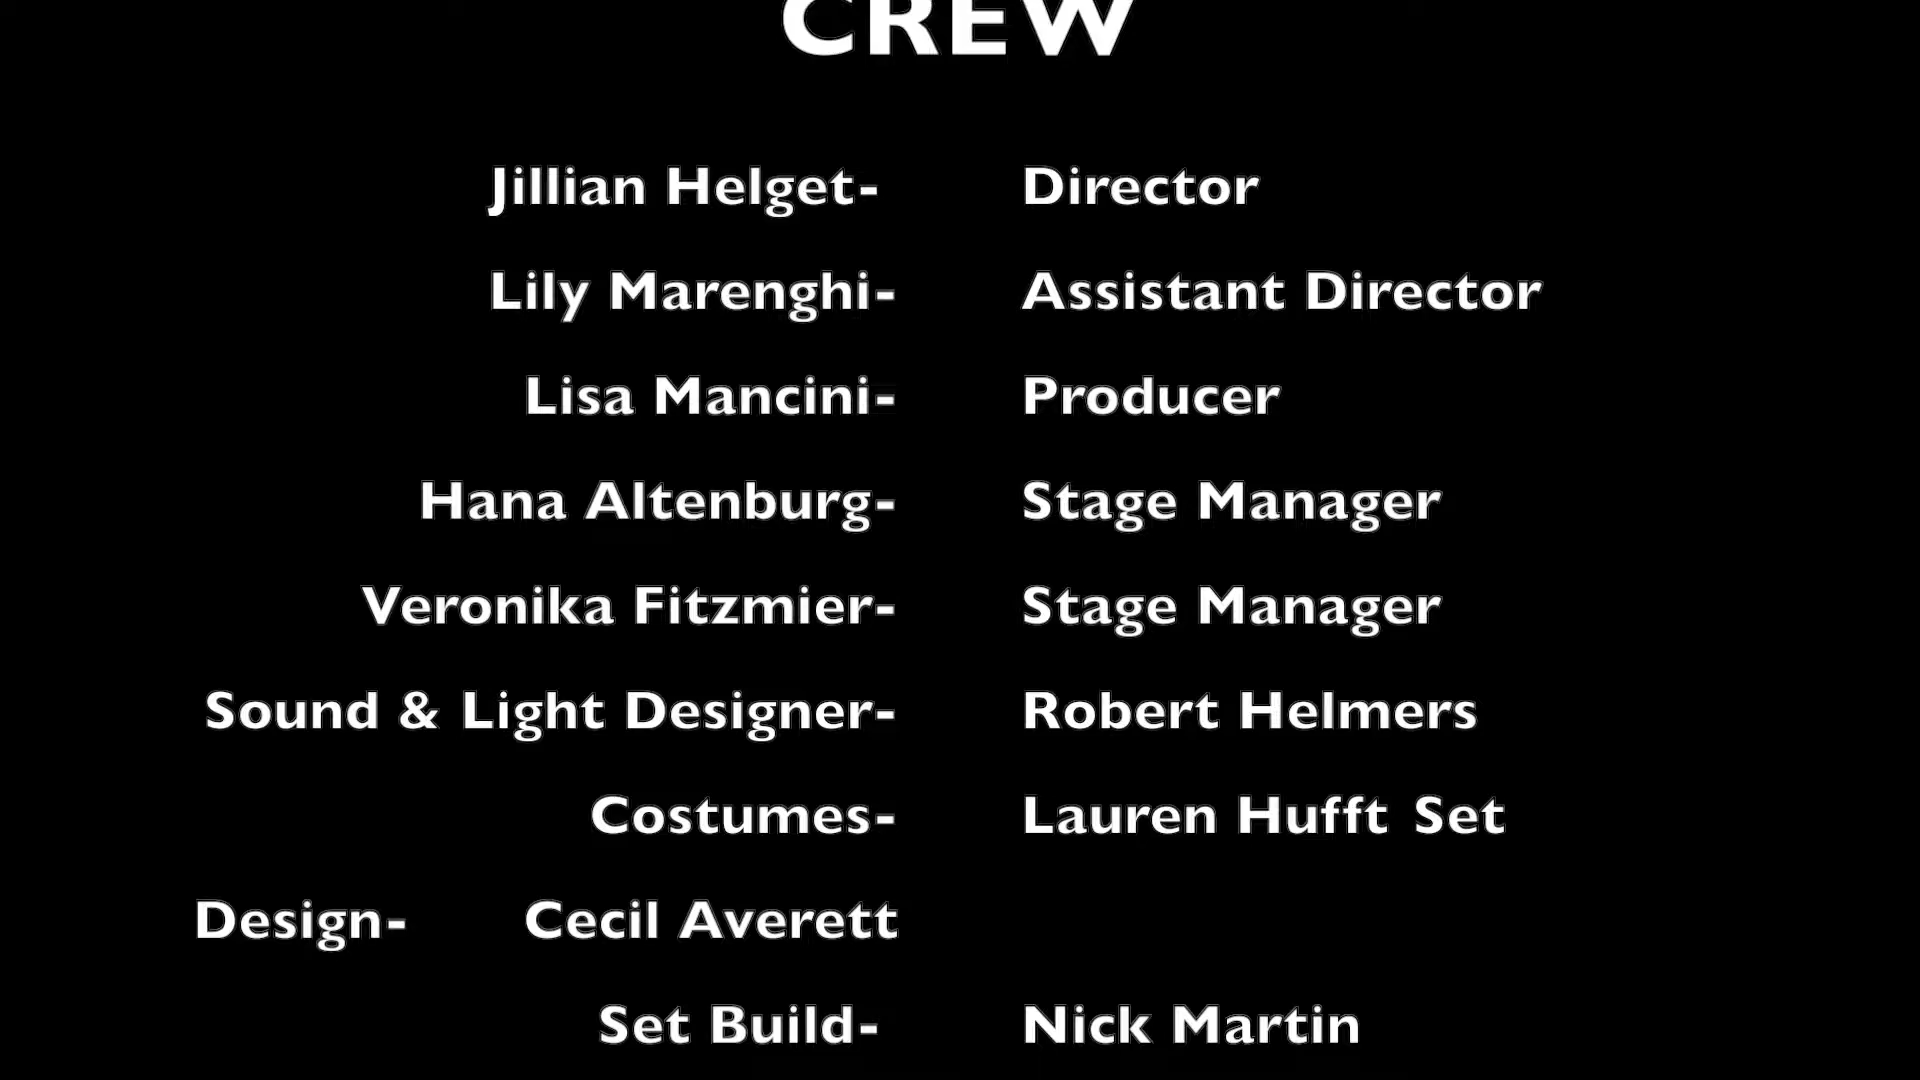 CREW
Jillian Helget- Director
Lily Marenghi- Assistant Director
Lisa Mancini- Producer
Hana Altenburg- Stage Manager
Veronika Fitzmier- Stage Manager
Sound & Light Designer- Robert Helmers
Costumes- Lauren Hufft Set
Design- Cecil Averett
Set Build- Nick Martin